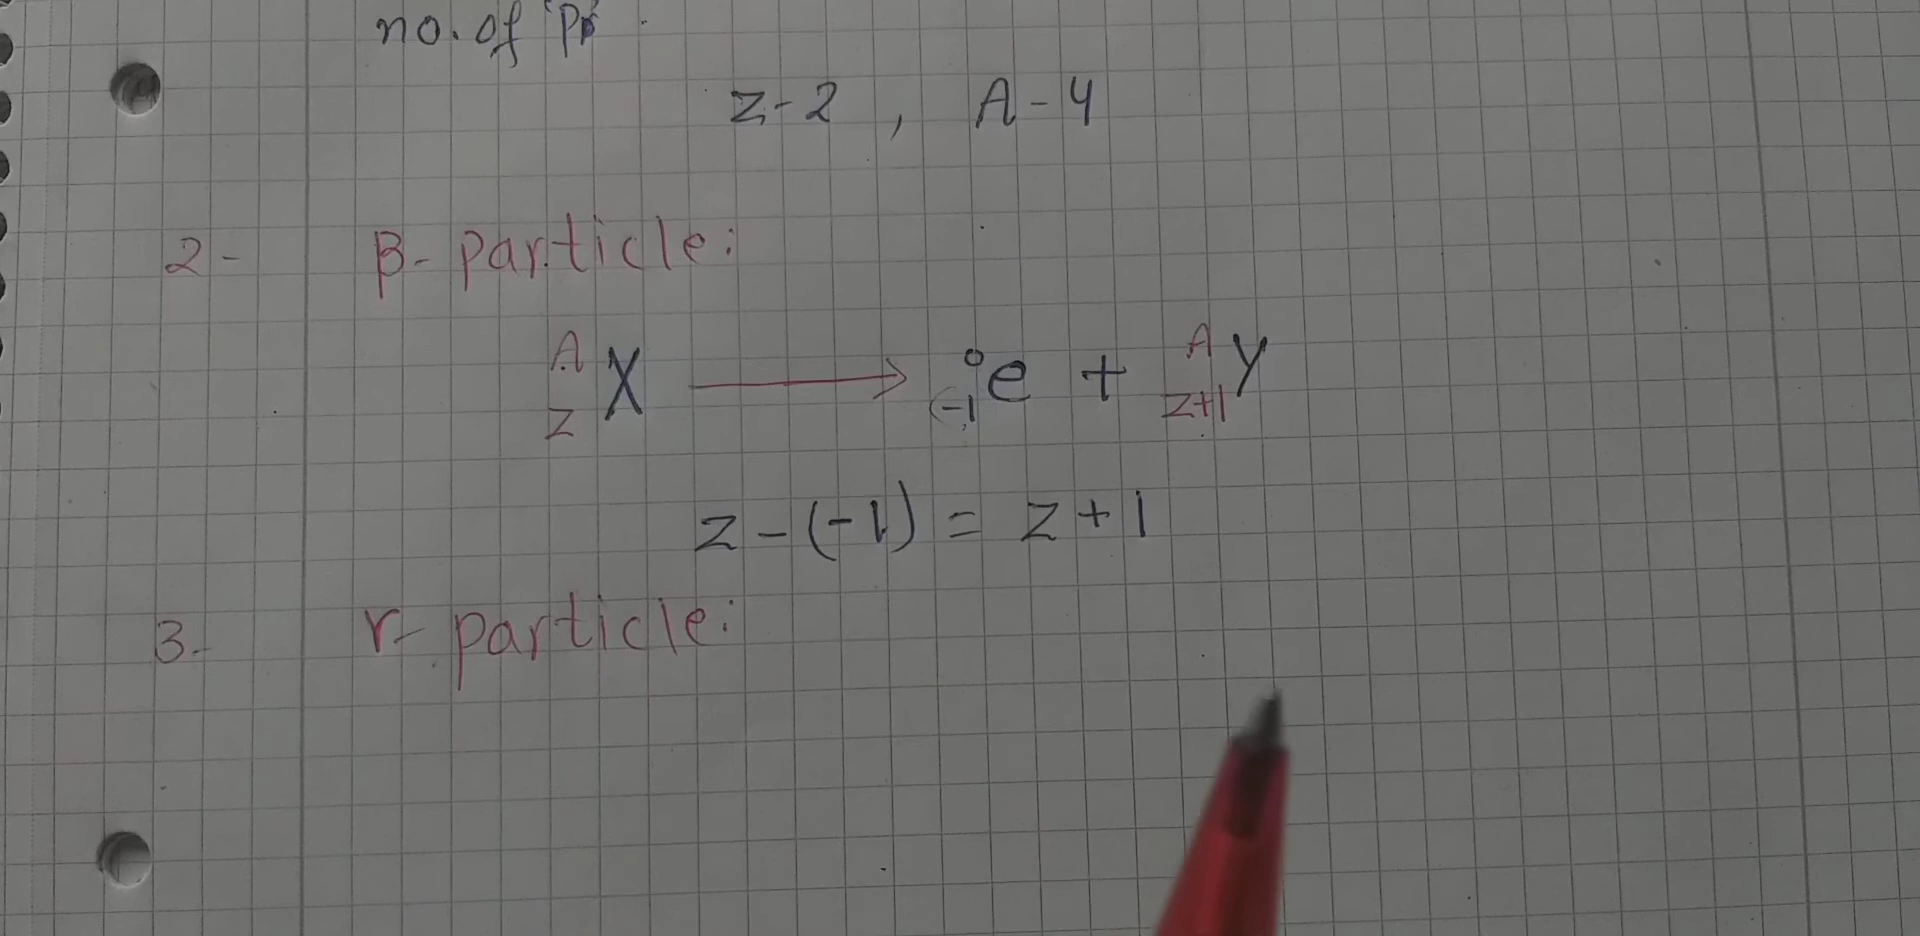 no. of
Z-2 , A-4
2- β- particle:
A Z X → 0 (-1 e + A Z+1 Y
Z-(-1) = Z+1
3- γ- particle: